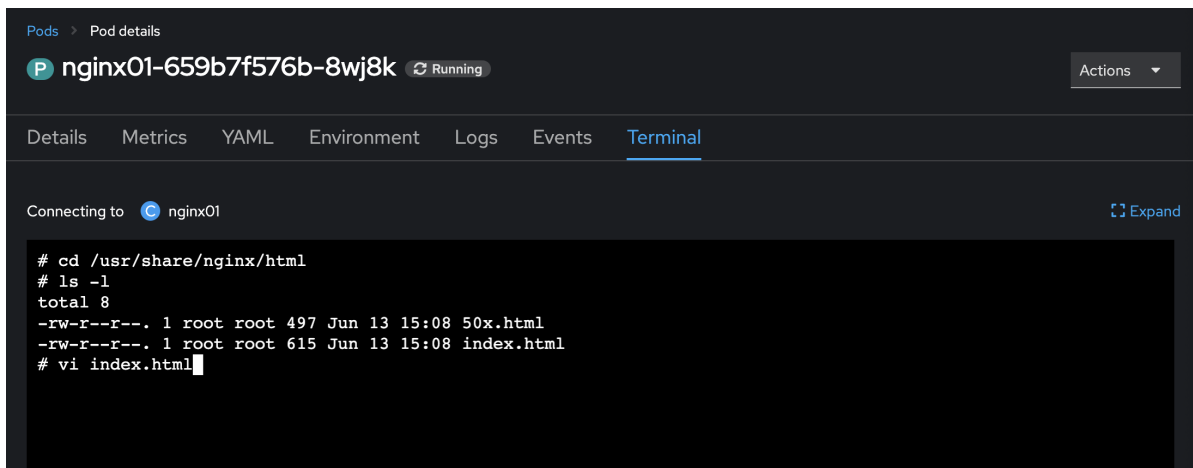 Pods > Pod details
P nginx01-659b7f576b-8wj8k Running
Actions
Details Metrics YAML Environment Logs Events Terminal
Connecting to C nginx01
Expand
# cd /usr/share/nginx/html
# ls -l
total 8
-rw-r--r--. 1 root root 497 Jun 13 15:08 50x.html
-rw-r--r--. 1 root root 615 Jun 13 15:08 index.html
# vi index.html